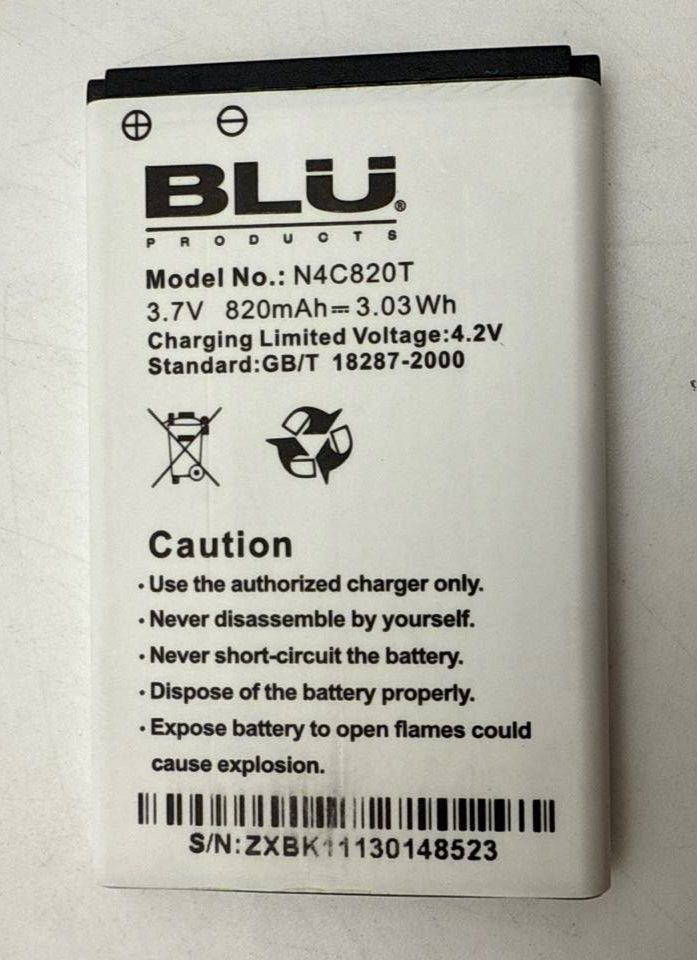 ⊕ ⊖
BLU®
PRODUCTS
Model No.: N4C820T
3.7V 820mAh⎓3.03Wh
Charging Limited Voltage:4.2V
Standard:GB/T 18287-2000
Caution
·Use the authorized charger only.
·Never disassemble by yourself.
·Never short-circuit the battery.
·Dispose of the battery properly.
·Expose battery to open flames could
cause explosion.
S/N:ZXBK11130148523